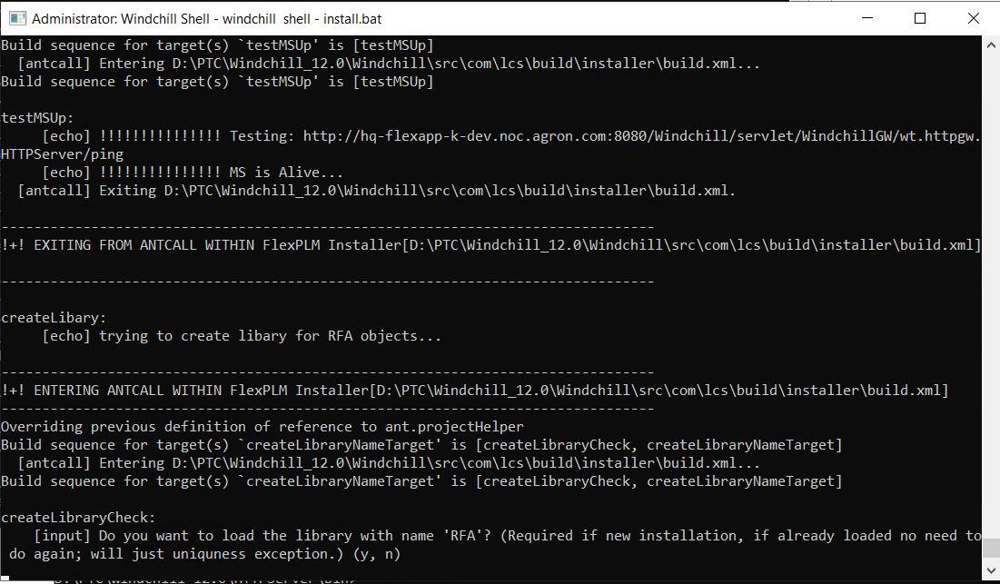 Administrator: Windchill Shell - windchill  shell - install.bat
Build sequence for target(s) `testMSUp' is [testMSUp]
  [antcall] Entering D:\PTC\Windchill_12.0\Windchill\src\com\lcs\build\installer\build.xml...
Build sequence for target(s) `testMSUp' is [testMSUp]
testMSUp:
     [echo] !!!!!!!!!!!!!!! Testing: http://hq-flexapp-k-dev.noc.agron.com:8080/Windchill/servlet/WindchillGW/wt.httpgw.
HTTPServer/ping
     [echo] !!!!!!!!!!!!!!! MS is Alive...
  [antcall] Exiting D:\PTC\Windchill_12.0\Windchill\src\com\lcs\build\installer\build.xml.
--------------------------------------------------------------------------------
!+! EXITING FROM ANTCALL WITHIN FlexPLM Installer[D:\PTC\Windchill_12.0\Windchill\src\com\lcs\build\installer\build.xml]
--------------------------------------------------------------------------------
createLibary:
     [echo] trying to create libary for RFA objects...
--------------------------------------------------------------------------------
!+! ENTERING ANTCALL WITHIN FlexPLM Installer[D:\PTC\Windchill_12.0\Windchill\src\com\lcs\build\installer\build.xml]
--------------------------------------------------------------------------------
Overriding previous definition of reference to ant.projectHelper
Build sequence for target(s) `createLibraryNameTarget' is [createLibraryCheck, createLibraryNameTarget]
  [antcall] Entering D:\PTC\Windchill_12.0\Windchill\src\com\lcs\build\installer\build.xml...
Build sequence for target(s) `createLibraryNameTarget' is [createLibraryCheck, createLibraryNameTarget]
createLibraryCheck:
    [input] Do you want to load the library with name 'RFA'? (Required if new installation, if already loaded no need to
 do again; will just uniquness exception.) (y, n)